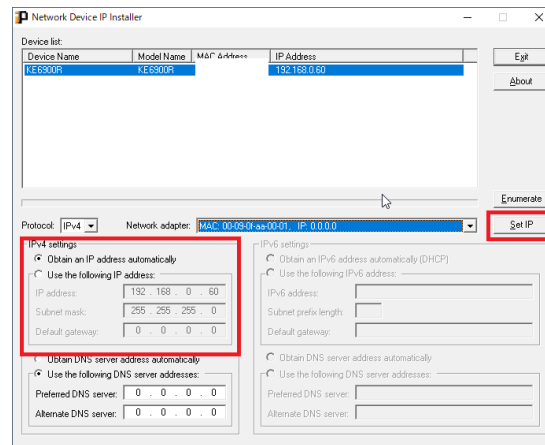 Network Device IP Installer
Device list:
Device Name Model Name MAC Address IP Address
KE6900R KE6900R 192.168.0.60
Exit
About
Enumerate
Protocol: IPv4 Network adapter: MAC: 00-09-0f-aa-00-01, IP: 0.0.0.0
Set IP
IPv4 settings
Obtain an IP address automatically
Use the following IP address:
IP address: 192 . 168 . 0 . 60
Subnet mask: 255 . 255 . 255 . 0
Default gateway: 0 . 0 . 0 . 0
Obtain DNS server address automatically
Use the following DNS server addresses:
Preferred DNS server: 0 . 0 . 0 . 0
Alternate DNS server: 0 . 0 . 0 . 0
IPv6 settings
Obtain an IPv6 address automatically (DHCP)
Use the following IPv6 address:
IPv6 address:
Subnet prefix length:
Default gateway:
Obtain DNS server address automatically
Use the following DNS server addresses:
Preferred DNS server:
Alternate DNS server: